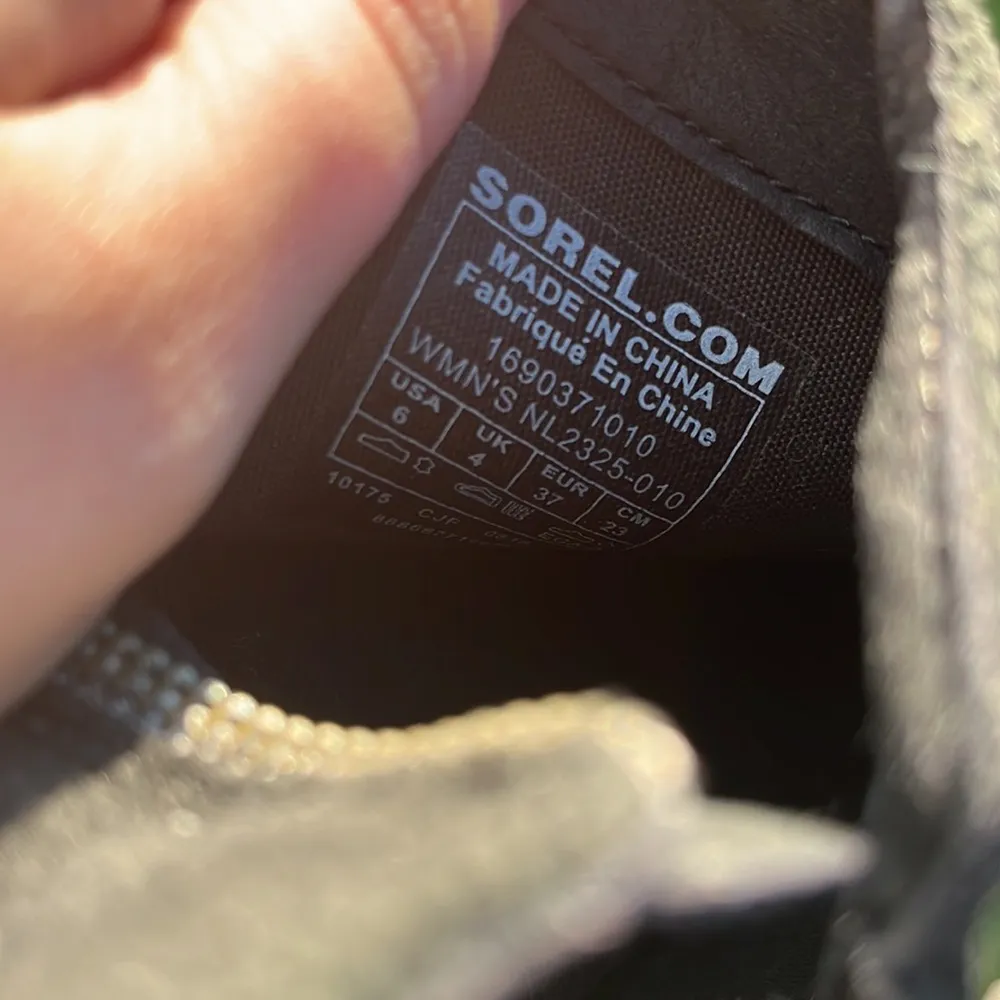 SOREL.COM
MADE IN CHINA
Fabriqué En Chine
1690371010
WMN'S NL2325-010
USA UK EUR CM
6 4 37 23
10175 CJF